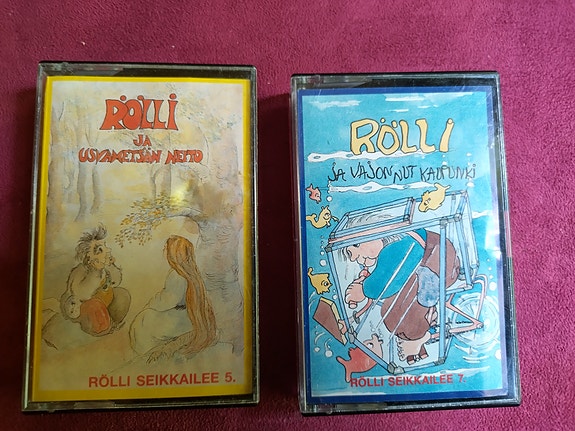 RÖLLI
JA
USVAMETSÄN NEITO
RÖLLI SEIKKAILEE 5.
RÖLLI
JA VAJONNUT KAUPUNKI
RÖLLI SEIKKAILEE 7.